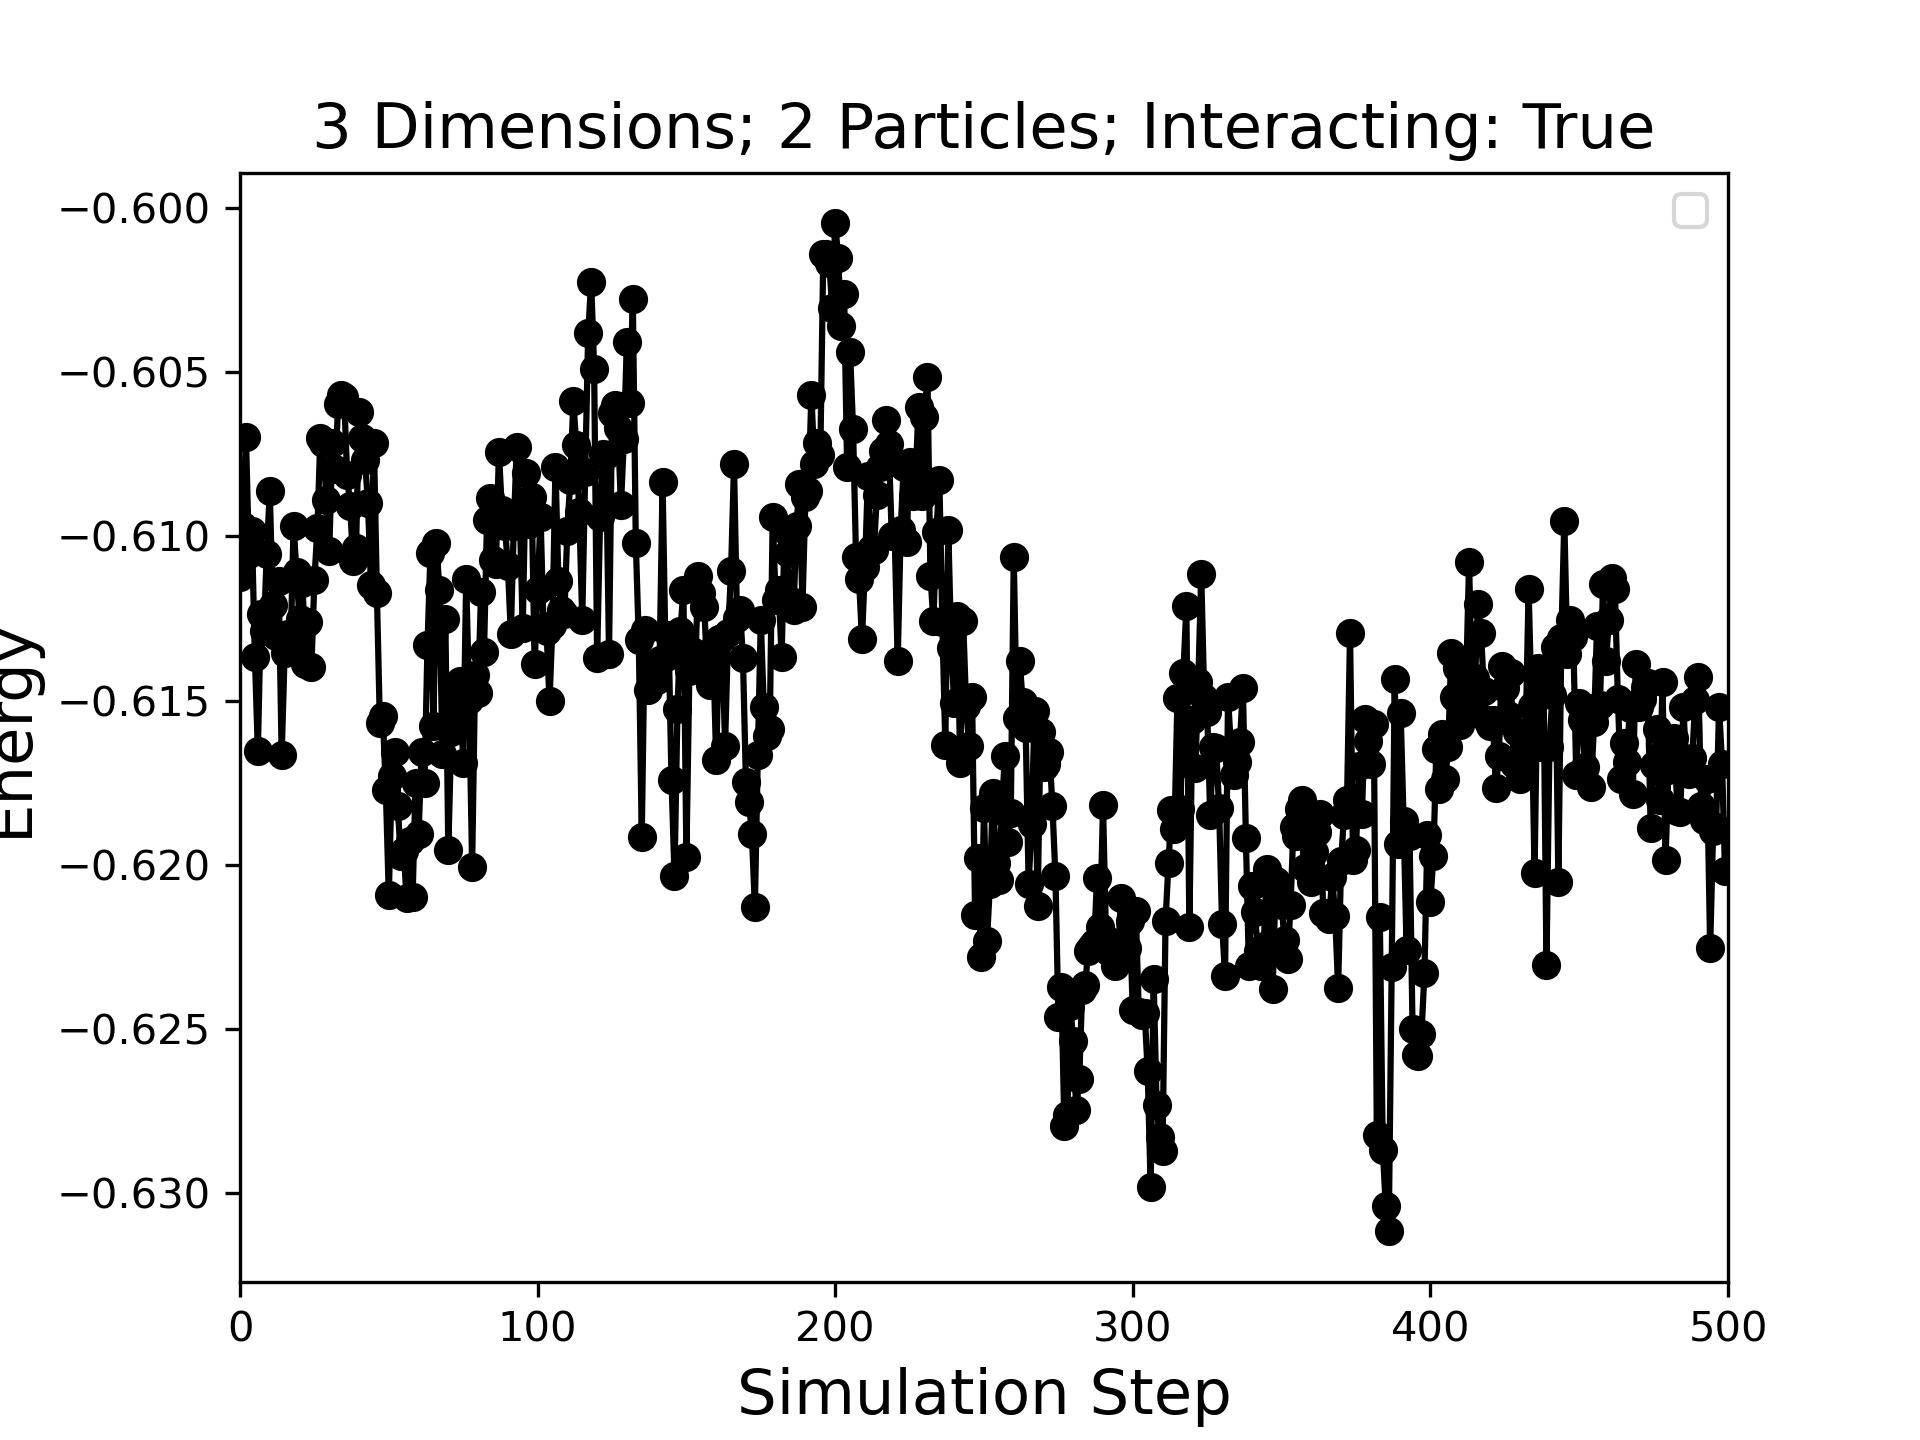 3 Dimensions; 2 Particles; Interacting: True
−0.600
−0.605
−0.610
−0.615
−0.620
−0.625
−0.630
Energy
0 100 200 300 400 500
Simulation Step